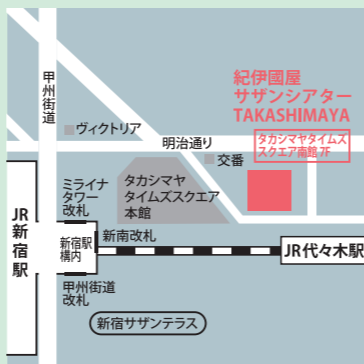 甲州街道
紀伊國屋
サザンシアター
TAKASHIMAYA
タカシマヤタイムズ
スクエア南館 7F
ヴィクトリア
明治通り
交番
ミライナ
タワー
改札
タカシマヤ
タイムズスクエア
本館
JR新宿駅
新宿駅
構内
新南改札
JR代々木駅
甲州街道
改札
新宿サザンテラス